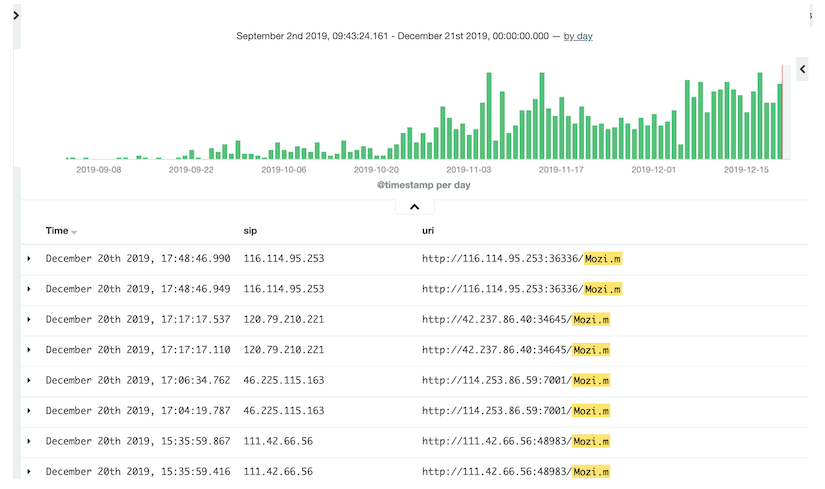 September 2nd 2019, 09:43:24.161 - December 21st 2019, 00:00:00.000 — by day
2019-09-08 2019-09-22 2019-10-06 2019-10-20 2019-11-03 2019-11-17 2019-12-01 2019-12-15
@timestamp per day
Time sip uri
December 20th 2019, 17:48:46.990 116.114.95.253 http://116.114.95.253:36336/Mozi.m
December 20th 2019, 17:48:46.949 116.114.95.253 http://116.114.95.253:36336/Mozi.m
December 20th 2019, 17:17:17.537 120.79.210.221 http://42.237.86.40:34645/Mozi.m
December 20th 2019, 17:17:17.110 120.79.210.221 http://42.237.86.40:34645/Mozi.m
December 20th 2019, 17:06:34.762 46.225.115.163 http://114.253.86.59:7001/Mozi.m
December 20th 2019, 17:04:19.787 46.225.115.163 http://114.253.86.59:7001/Mozi.m
December 20th 2019, 15:35:59.867 111.42.66.56 http://111.42.66.56:48983/Mozi.m
December 20th 2019, 15:35:59.416 111.42.66.56 http://111.42.66.56:48983/Mozi.m